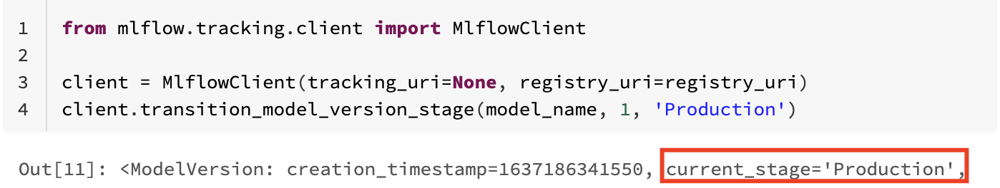 1 from mlflow.tracking.client import MlflowClient
2
3 client = MlflowClient(tracking_uri=None, registry_uri=registry_uri)
4 client.transition_model_version_stage(model_name, 1, 'Production')
Out[11]: <ModelVersion: creation_timestamp=1637186341550, current_stage='Production',